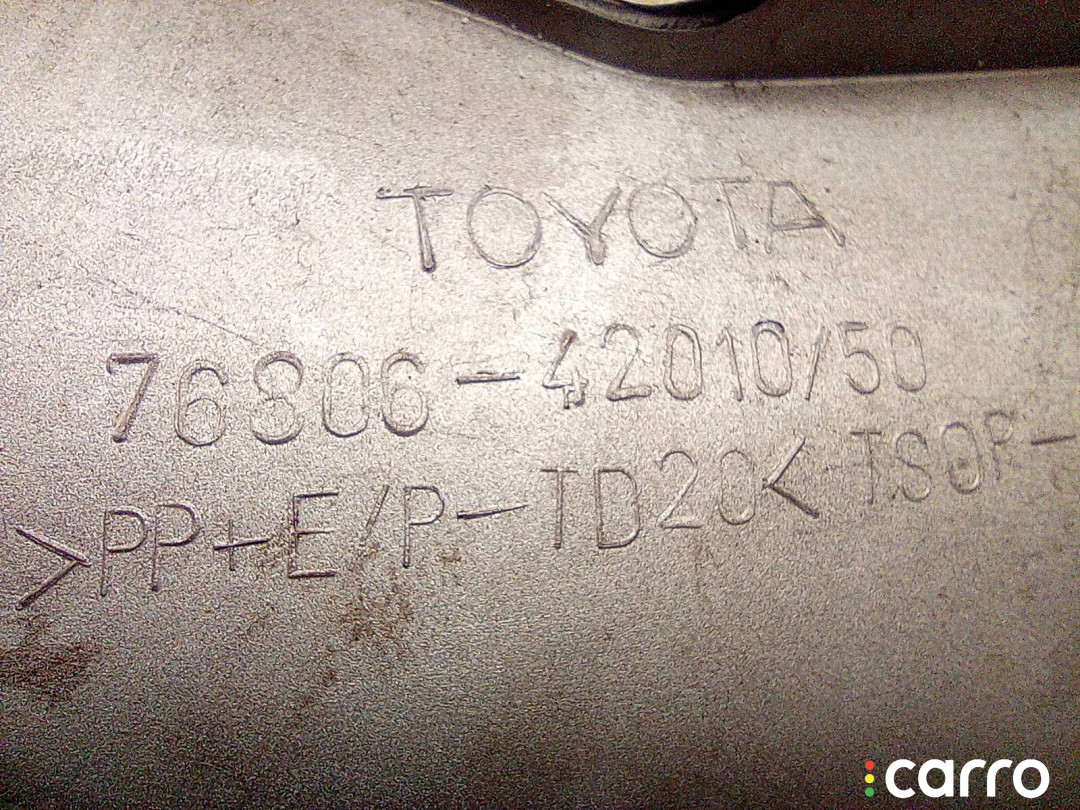 TOYOTA
76806-42010/50
>PP+E/P-TD20< TSOP-
carro